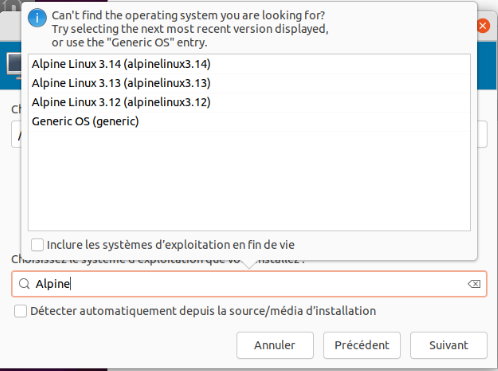 Can't find the operating system you are looking for?
Try selecting the next most recent version displayed,
or use the "Generic OS" entry.
Alpine Linux 3.14 (alpinelinux3.14)
Alpine Linux 3.13 (alpinelinux3.13)
Alpine Linux 3.12 (alpinelinux3.12)
Generic OS (generic)
Inclure les systèmes d'exploitation en fin de vie
Choisissez le système d'exploitation que vous installez :
Alpine
Détecter automatiquement depuis la source/média d'installation
Annuler
Précédent
Suivant